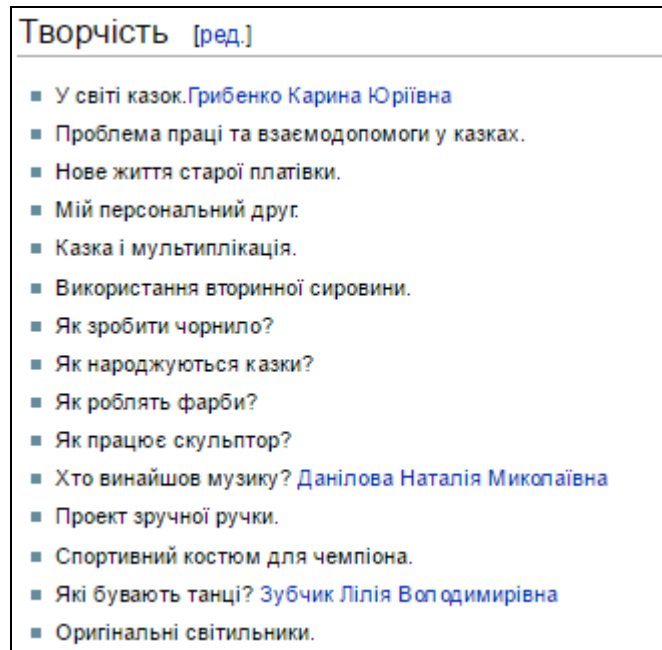 Творчість [ред.]
У світі казок.Грибенко Карина Юріївна
Проблема праці та взаємодопомоги у казках.
Нове життя старої платівки.
Мій персональний друг.
Казка і мультиплікація.
Використання вторинної сировини.
Як зробити чорнило?
Як народжуються казки?
Як роблять фарби?
Як працює скульптор?
Хто винайшов музику? Данілова Наталія Миколаївна
Проект зручної ручки.
Спортивний костюм для чемпіона.
Які бувають танці? Зубчик Лілія Володимирівна
Оригінальні світильники.